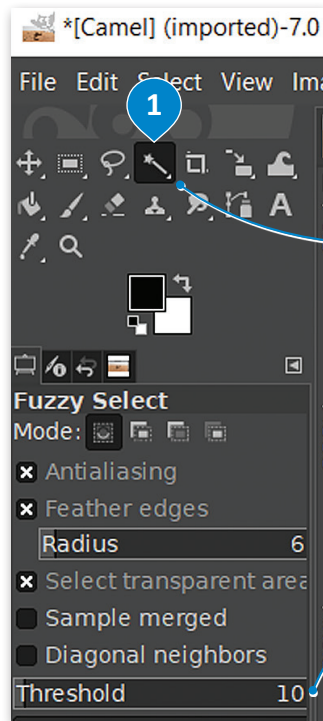 *[Camel] (imported)-7.0
File Edit Select View Ima
1
A
Fuzzy Select
Mode:
Antialiasing
Feather edges
Radius 6
Select transparent area
Sample merged
Diagonal neighbors
Threshold 10